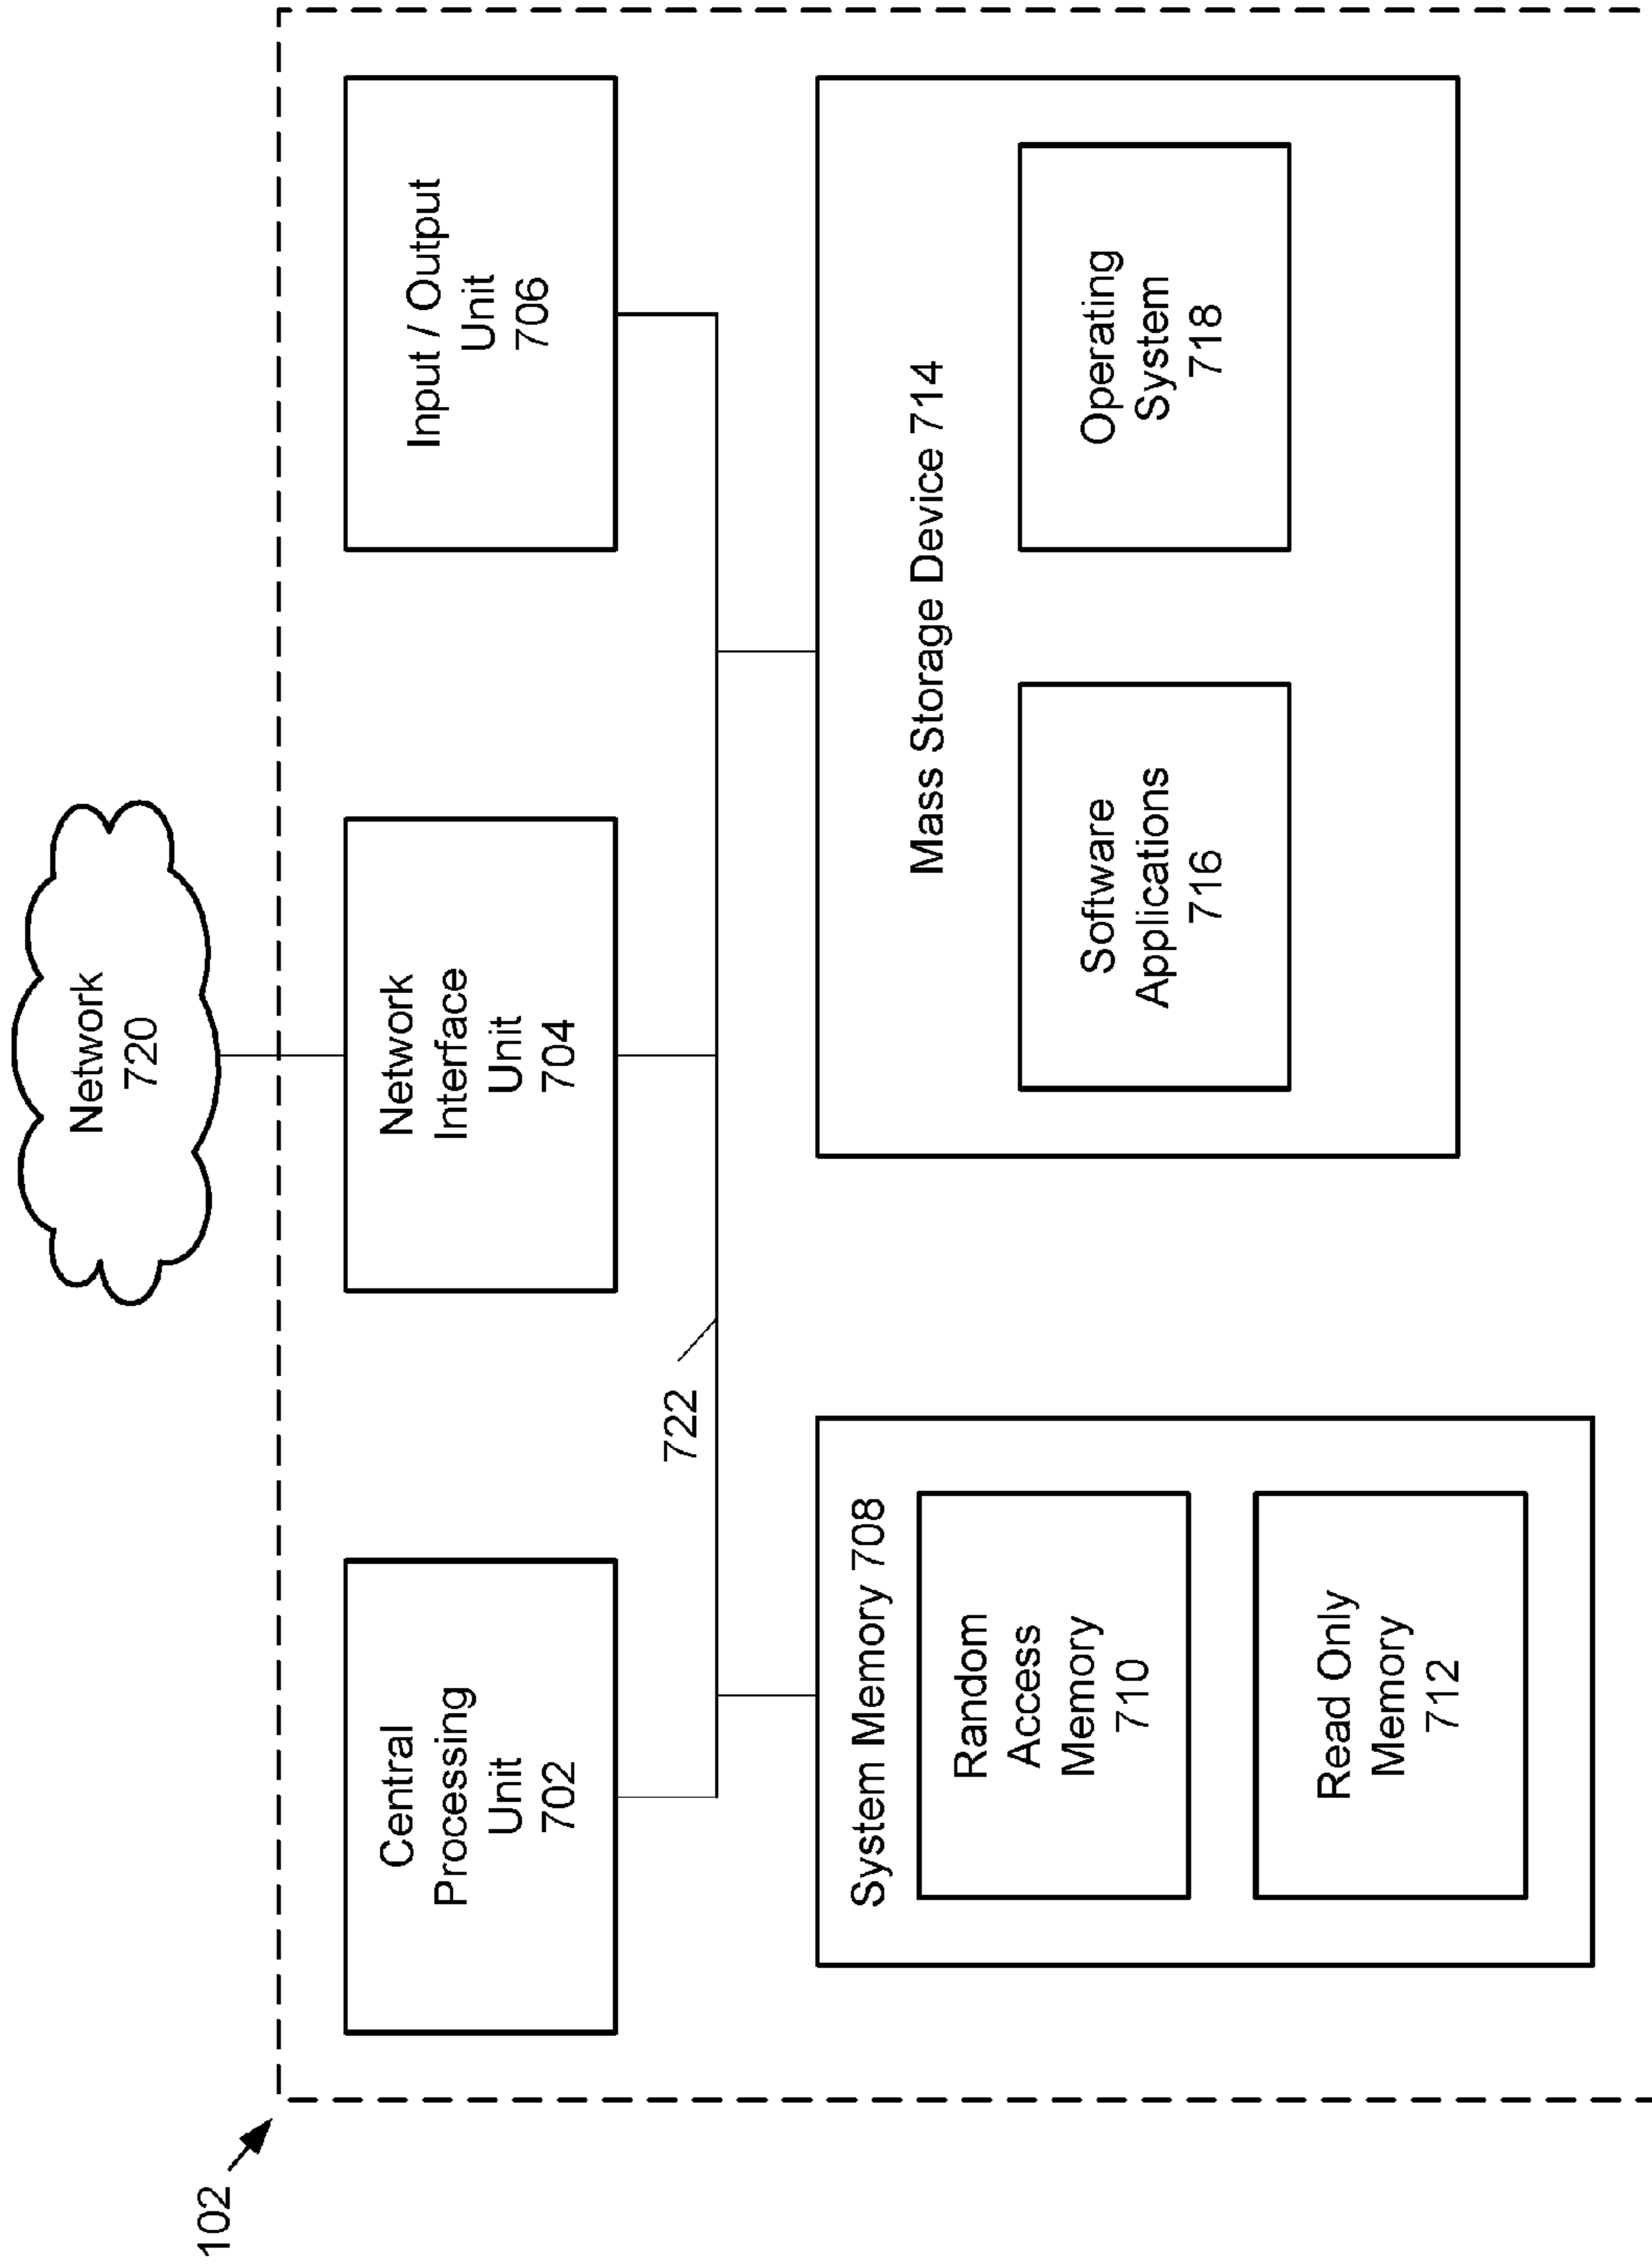 Network
720
102
Central
Processing
Unit
702
Network
Interface
Unit
704
Input / Output
Unit
706
722
System Memory 708
Random
Access
Memory
710
Read Only
Memory
712
Mass Storage Device 714
Software
Applications
716
Operating
System
718